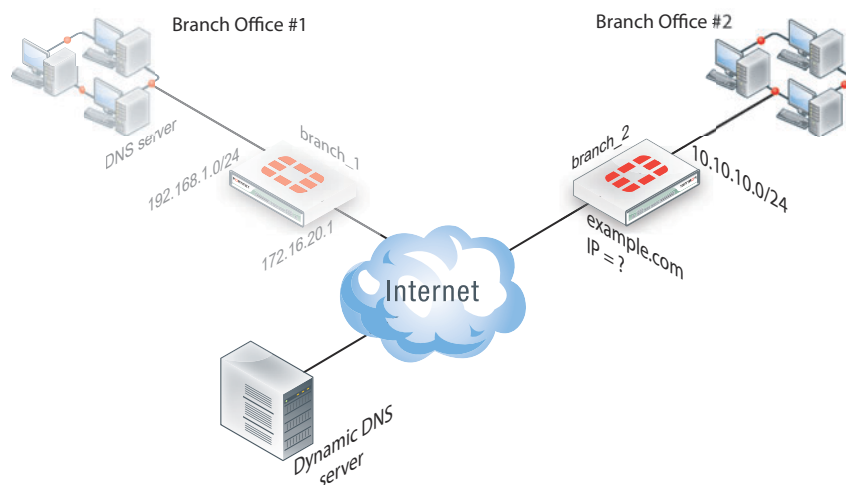 Branch Office #1
Branch Office #2
DNS server
192.168.1.0/24
branch_1
172.16.20.1
branch_2
10.10.10.0/24
example.com
IP = ?
Internet
Dynamic DNS
server